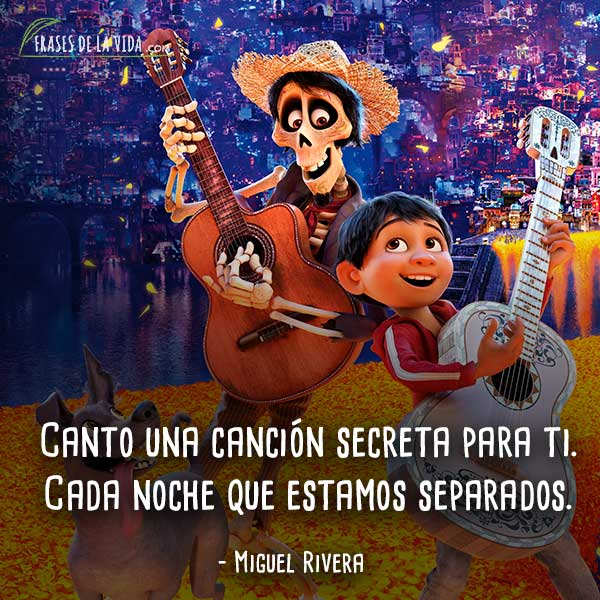 FRASES DE LA VIDA.com
CANTO UNA CANCIÓN SECRETA PARA TI.
CADA NOCHE QUE ESTAMOS SEPARADOS.
- MIGUEL RIVERA